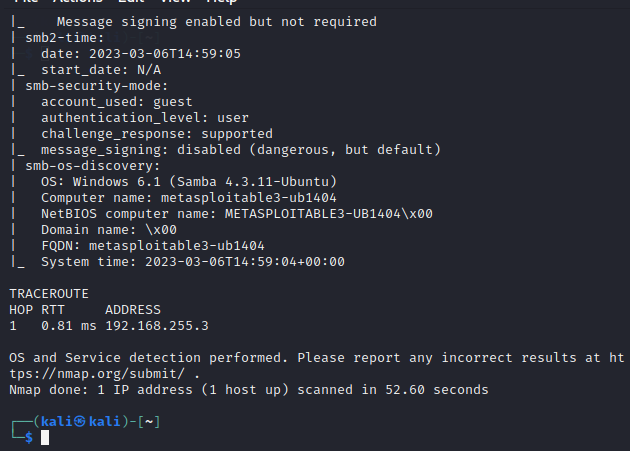 |_    Message signing enabled but not required
| smb2-time:
|   date: 2023-03-06T14:59:05
|_  start_date: N/A
| smb-security-mode:
|   account_used: guest
|   authentication_level: user
|   challenge_response: supported
|_  message_signing: disabled (dangerous, but default)
| smb-os-discovery:
|   OS: Windows 6.1 (Samba 4.3.11-Ubuntu)
|   Computer name: metasploitable3-ub1404
|   NetBIOS computer name: METASPLOITABLE3-UB1404\x00
|   Domain name: \x00
|   FQDN: metasploitable3-ub1404
|_  System time: 2023-03-06T14:59:04+00:00
TRACEROUTE
HOP RTT     ADDRESS
1   0.81 ms 192.168.255.3
OS and Service detection performed. Please report any incorrect results at ht
tps://nmap.org/submit/ .
Nmap done: 1 IP address (1 host up) scanned in 52.60 seconds
┌──(kali㉿kali)-[~]
└─$